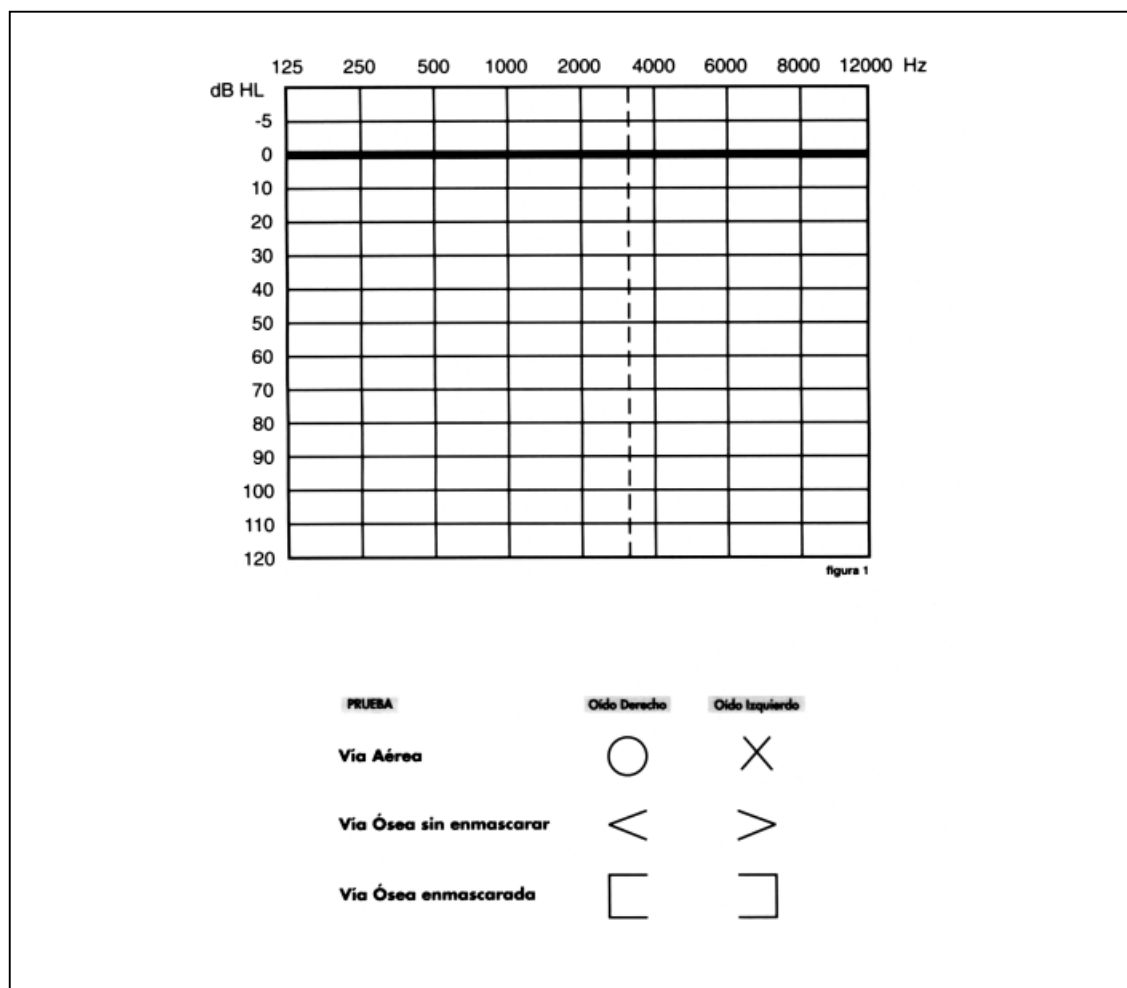 125 250 500 1000 2000 4000 6000 8000 12000 Hz
dB HL
-5
0
10
20
30
40
50
60
70
80
90
100
110
120
figura 1
PRUEBA Oído Derecho Oído Izquierdo
Vía Aérea
Vía Ósea sin enmascarar
Vía Ósea enmascarada